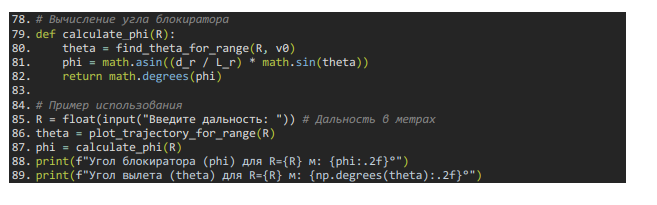 78. # Вычисление угла блокиратора
79. def calculate_phi(R):
80.     theta = find_theta_for_range(R, v0)
81.     phi = math.asin((d_r / L_r) * math.sin(theta))
82.     return math.degrees(phi)
83.
84. # Пример использования
85. R = float(input("Введите дальность: ")) # Дальность в метрах
86. theta = plot_trajectory_for_range(R)
87. phi = calculate_phi(R)
88. print(f"Угол блокиратора (phi) для R={R} м: {phi:.2f}°")
89. print(f"Угол вылета (theta) для R={R} м: {np.degrees(theta):.2f}°")